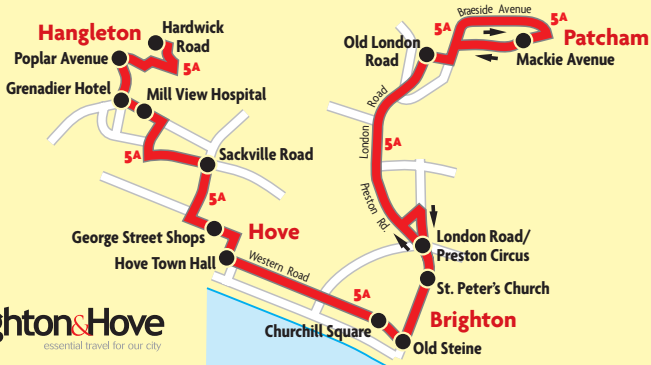 Braeside Avenue
5A
5A
Patcham
Mackie Avenue
Old London
Road
Hangleton
Hardwick
Road
Poplar Avenue
5A
Grenadier Hotel
Mill View Hospital
5A
Sackville Road
5A
George Street Shops
Hove
Hove Town Hall
Western Road
London Road
5A
Preston Rd.
London Road/
Preston Circus
St. Peter's Church
5A
Churchill Square
Brighton
Old Steine
ghton&Hove
essential travel for our city